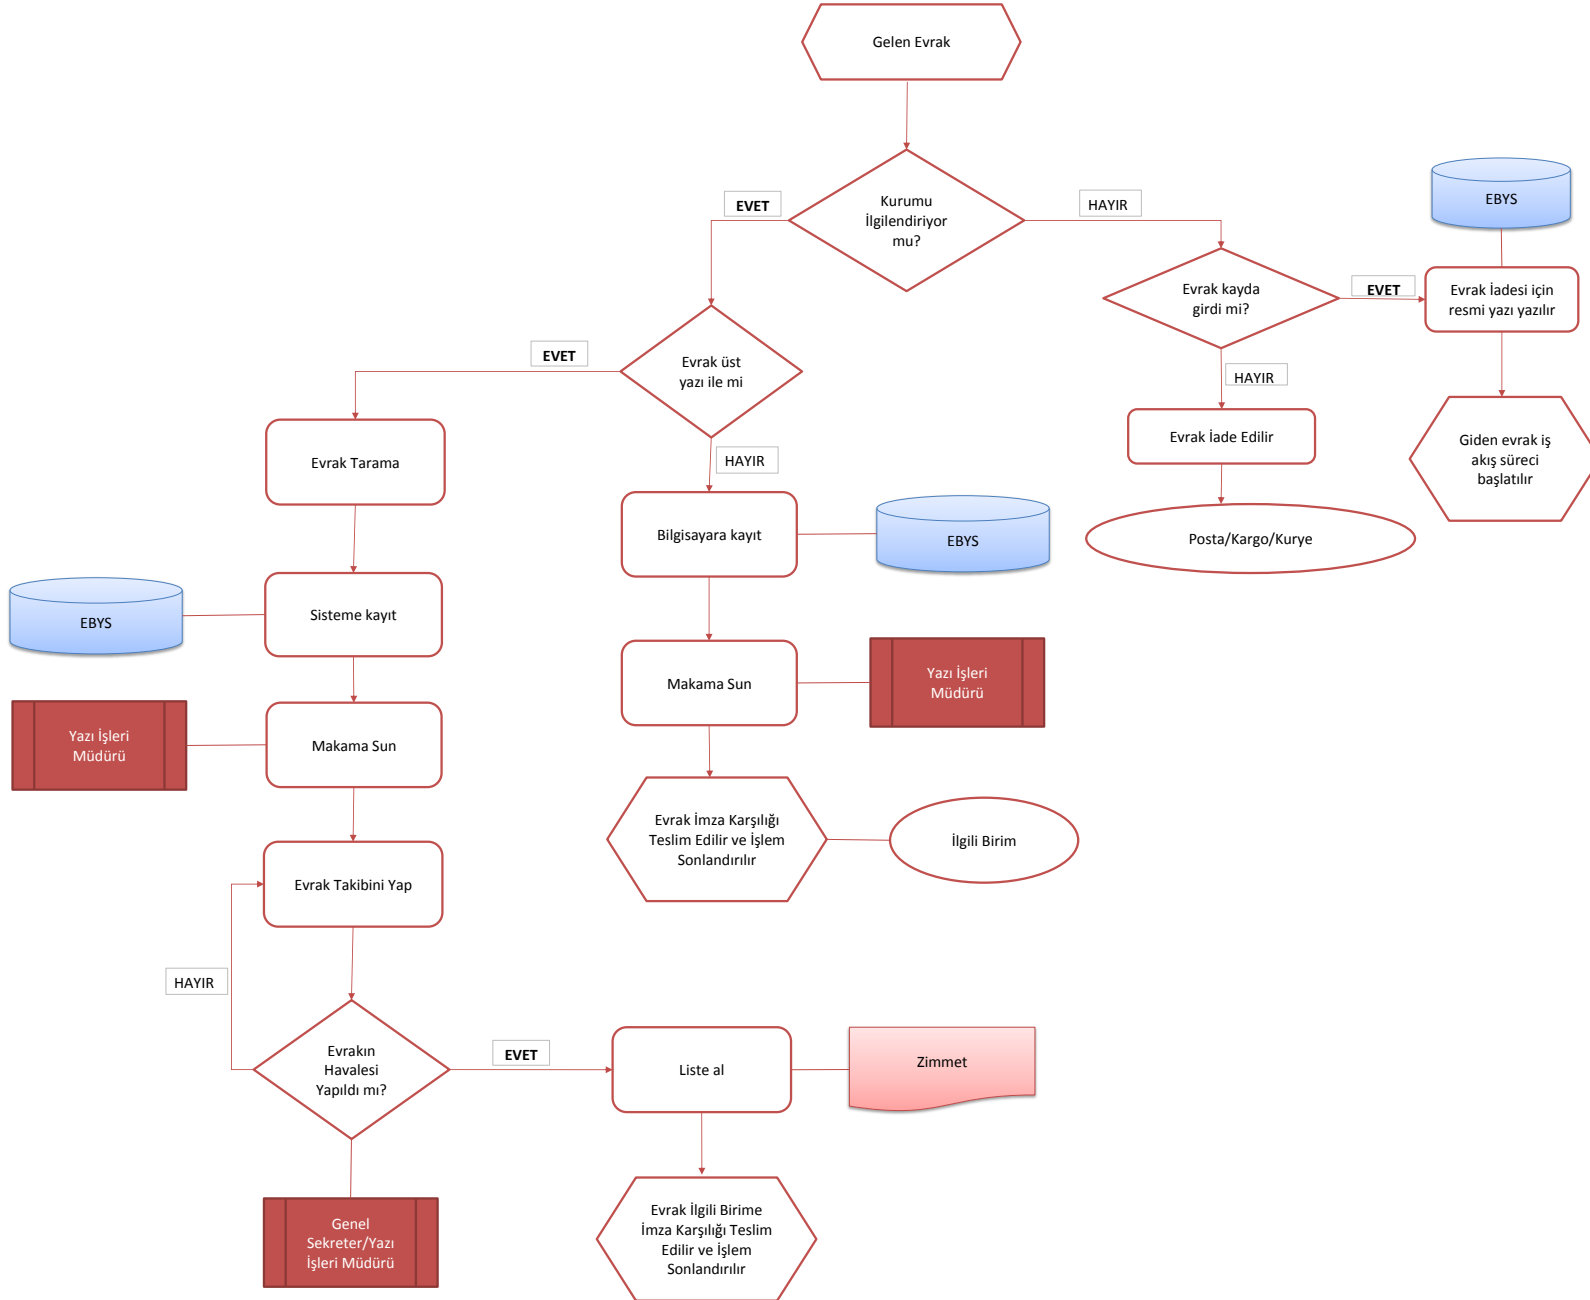 Gelen Evrak
Kurumu
İlgilendiriyor
mu?
EVET
HAYIR
EBYS
Evrak kayda
girdi mi?
EVET
Evrak İadesi için
resmi yazı yazılır
HAYIR
Evrak üst
yazı ile mi
EVET
HAYIR
Evrak İade Edilir
Giden evrak iş
akış süreci
başlatılır
Posta/Kargo/Kurye
Evrak Tarama
Bilgisayara kayıt
EBYS
EBYS
Sisteme kayıt
Makama Sun
Yazı İşleri
Müdürü
Yazı İşleri
Müdürü
Makama Sun
Evrak İmza Karşılığı
Teslim Edilir ve İşlem
Sonlandırılır
İlgili Birim
Evrak Takibini Yap
HAYIR
Evrakın
Havalesi
Yapıldı mı?
EVET
Liste al
Zimmet
Genel
Sekreter/Yazı
İşleri Müdürü
Evrak İlgili Birime
İmza Karşılığı Teslim
Edilir ve İşlem
Sonlandırılır